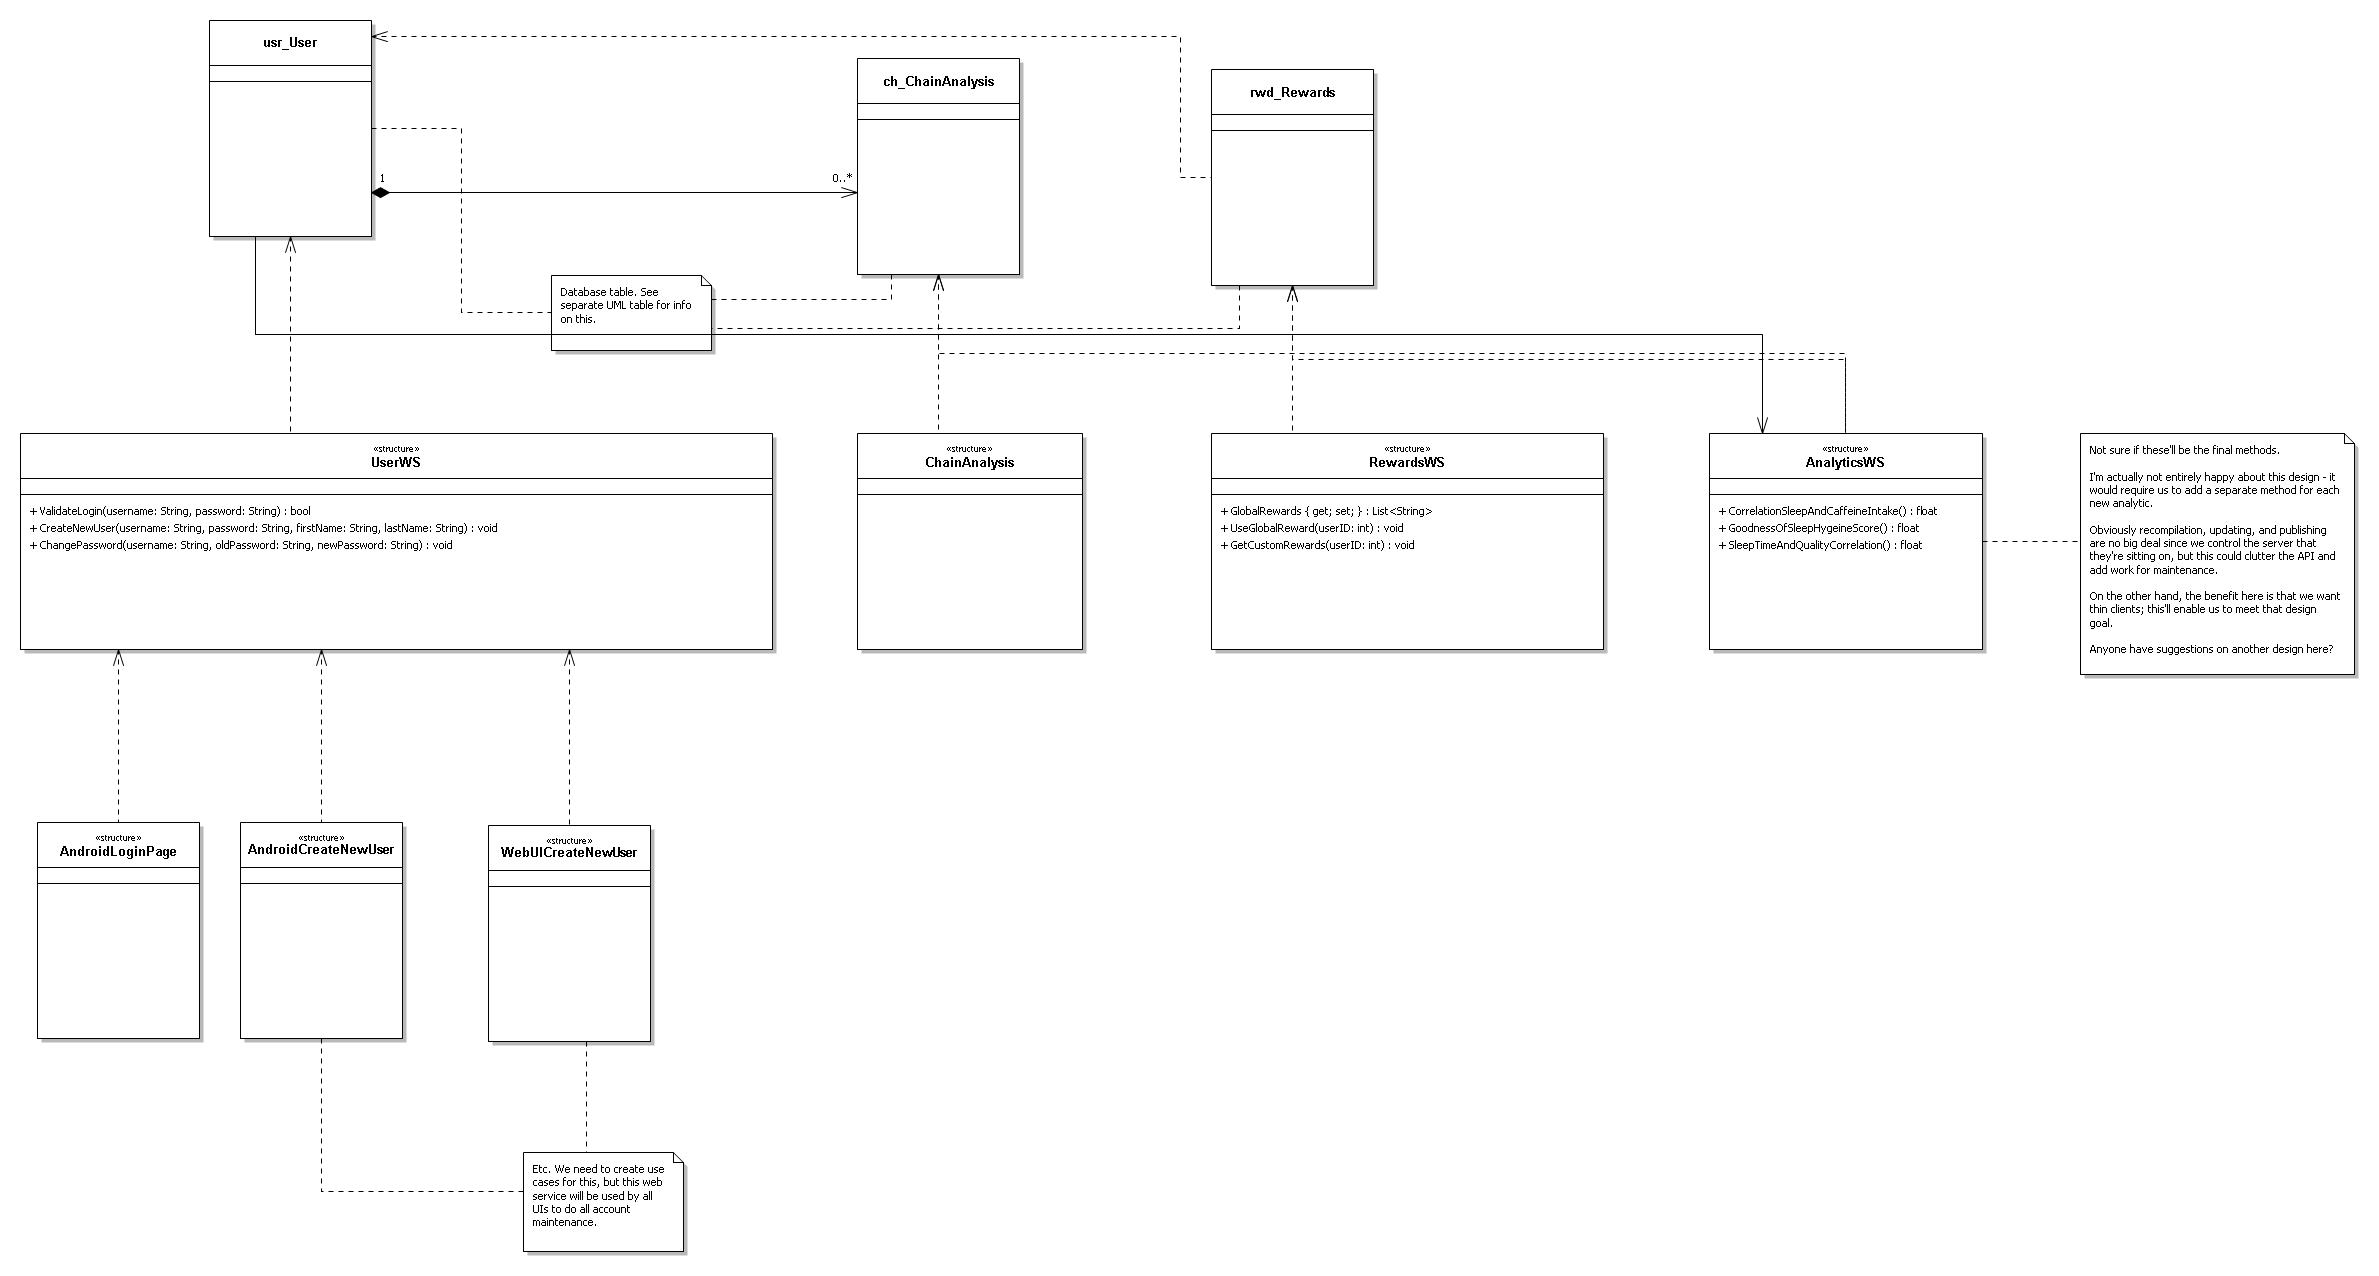 usr_User
ch_ChainAnalysis
rwd_Rewards
1
0..*
Database table. See
separate UML table for info
on this.
«structure»
UserWS
+ValidateLogin(username: String, password: String) : bool
+CreateNewUser(username: String, password: String, firstName: String, lastName: String) : void
+ChangePassword(username: String, oldPassword: String, newPassword: String) : void
«structure»
ChainAnalysis
«structure»
RewardsWS
+GlobalRewards { get; set; } : List<String>
+UseGlobalReward(userID: int) : void
+GetCustomRewards(userID: int) : void
«structure»
AnalyticsWS
+CorrelationSleepAndCaffeineIntake() : float
+GoodnessOfSleepHygeineScore() : float
+SleepTimeAndQualityCorrelation() : float
Not sure if these'll be the final methods.
I'm actually not entirely happy about this design - it
would require us to add a separate method for each
new analytic.
Obviously recompilation, updating, and publishing
are no big deal since we control the server that
they're sitting on, but this could clutter the API and
add work for maintenance.
On the other hand, the benefit here is that we want
thin clients; this'll enable us to meet that design
goal.
Anyone have suggestions on another design here?
«structure»
AndroidLoginPage
«structure»
AndroidCreateNewUser
«structure»
WebUICreateNewUser
Etc. We need to create use
cases for this, but this web
service will be used by all
UIs to do all account
maintenance.